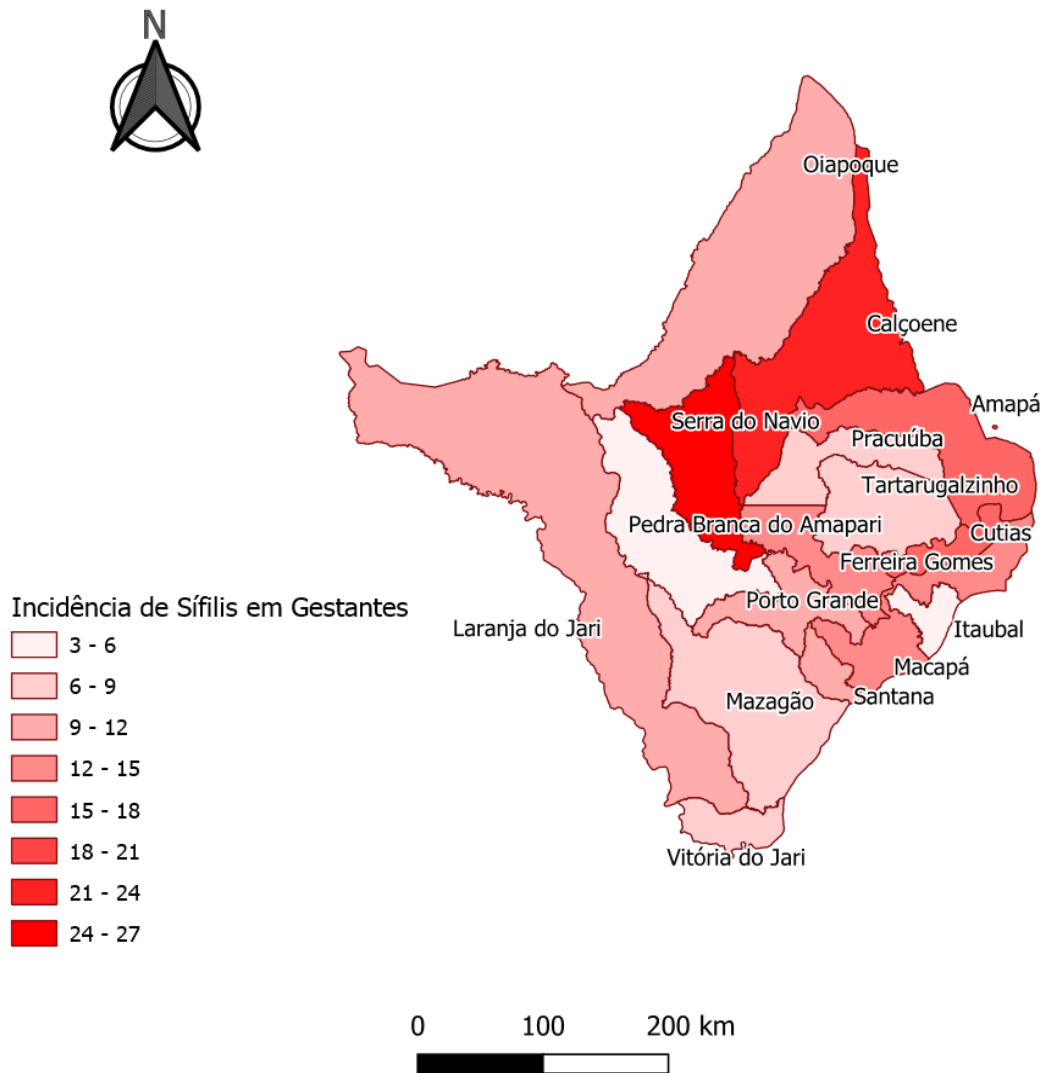 N
Oiapoque
Calçoene
Amapá
Serra do Navio
Pracuúba
Tartarugalzinho
Pedra Branca do Amapari
Cutias
Ferreira Gomes
Porto Grande
Laranja do Jari
Itaubal
Macapá
Santana
Mazagão
Vitória do Jari
Incidência de Sífilis em Gestantes
3 - 6
6 - 9
9 - 12
12 - 15
15 - 18
18 - 21
21 - 24
24 - 27
0 100 200 km